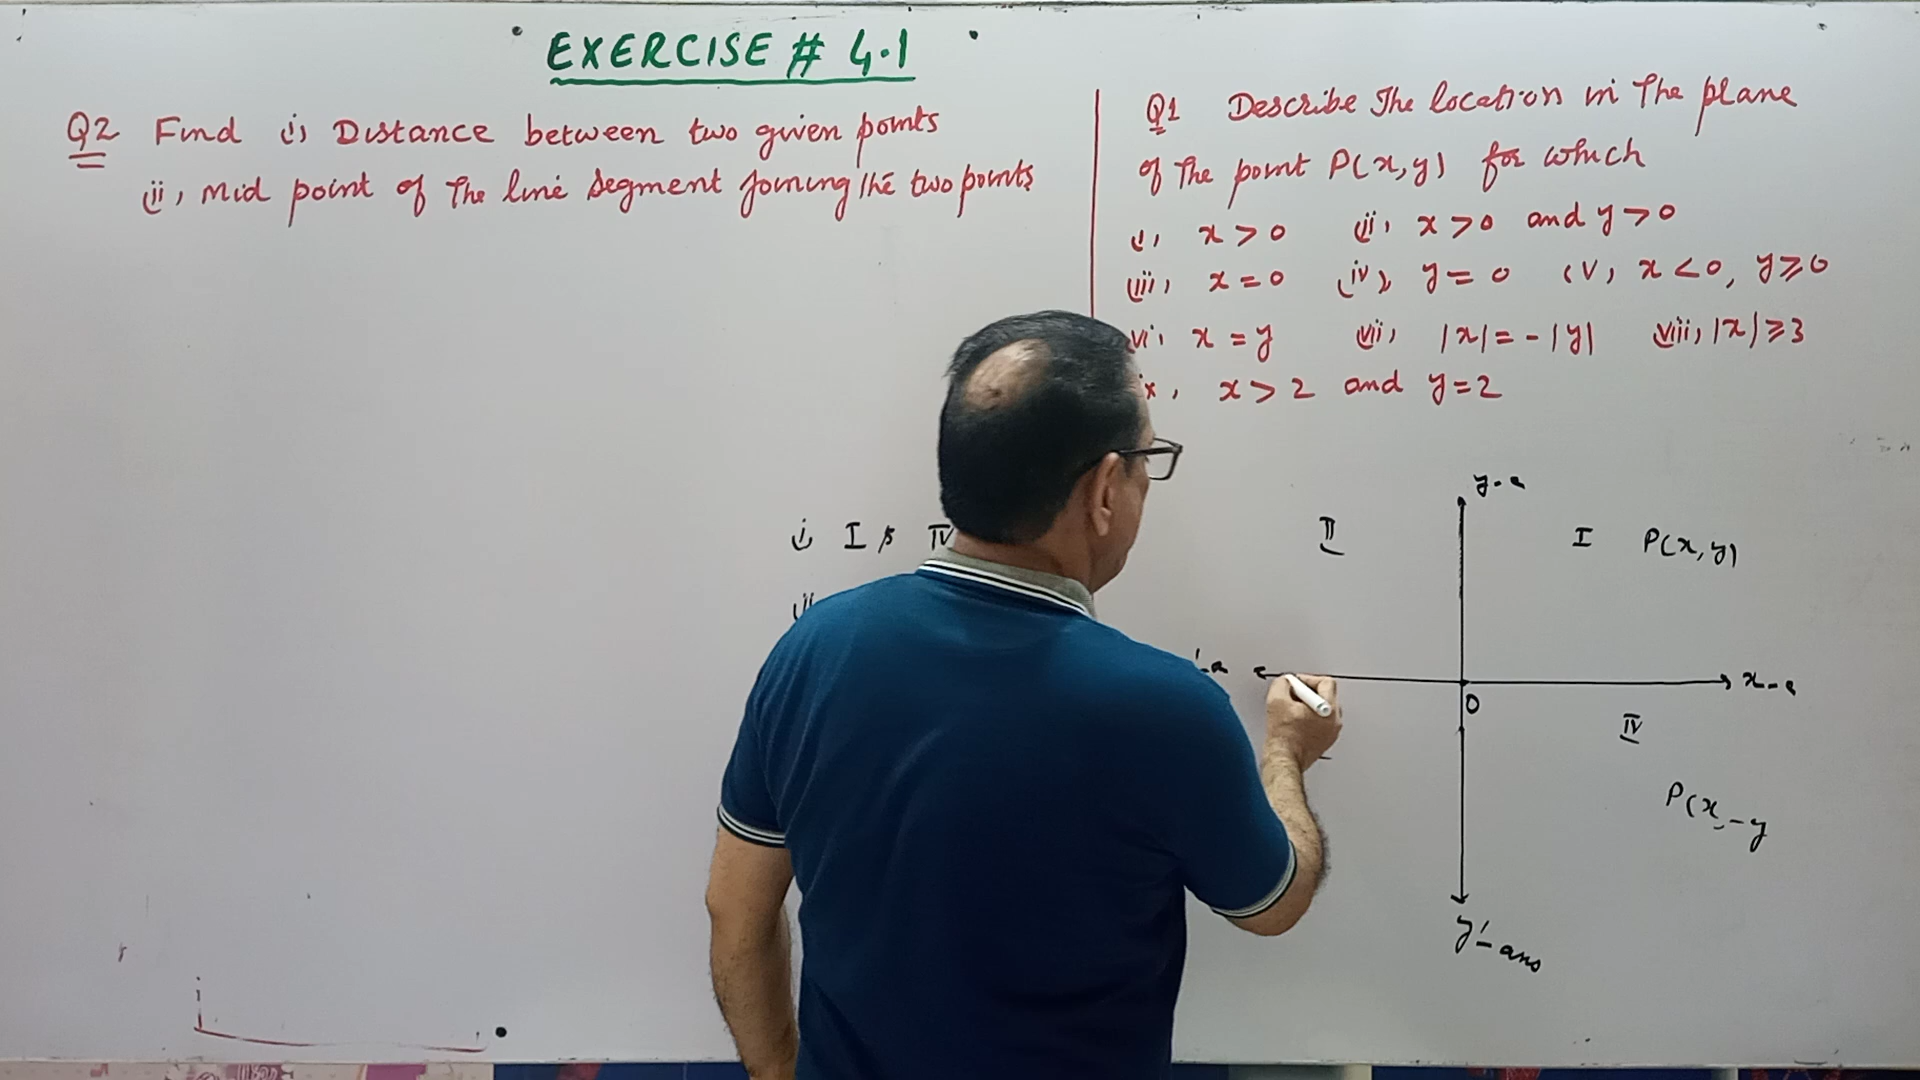 EXERCISE # 4.1
Q2 Find (i) Distance between two given points
(ii) Mid point of the line segment joining the two points
Q1 Describe the location in the plane
of the point P(x,y) for which
(i) x > 0 (ii) x > 0 and y > 0
(iii) x = 0 (iv) y = 0 (v) x < 0, y ≥ 0
vi) x = y (vii) |x| = -|y| (viii) |x| ≥ 3
ix) x > 2 and y = 2
(i) I & IV
(ii)
y-a
II I P(x,y)
x-a
O
IV
P(x,-y
y'-axis